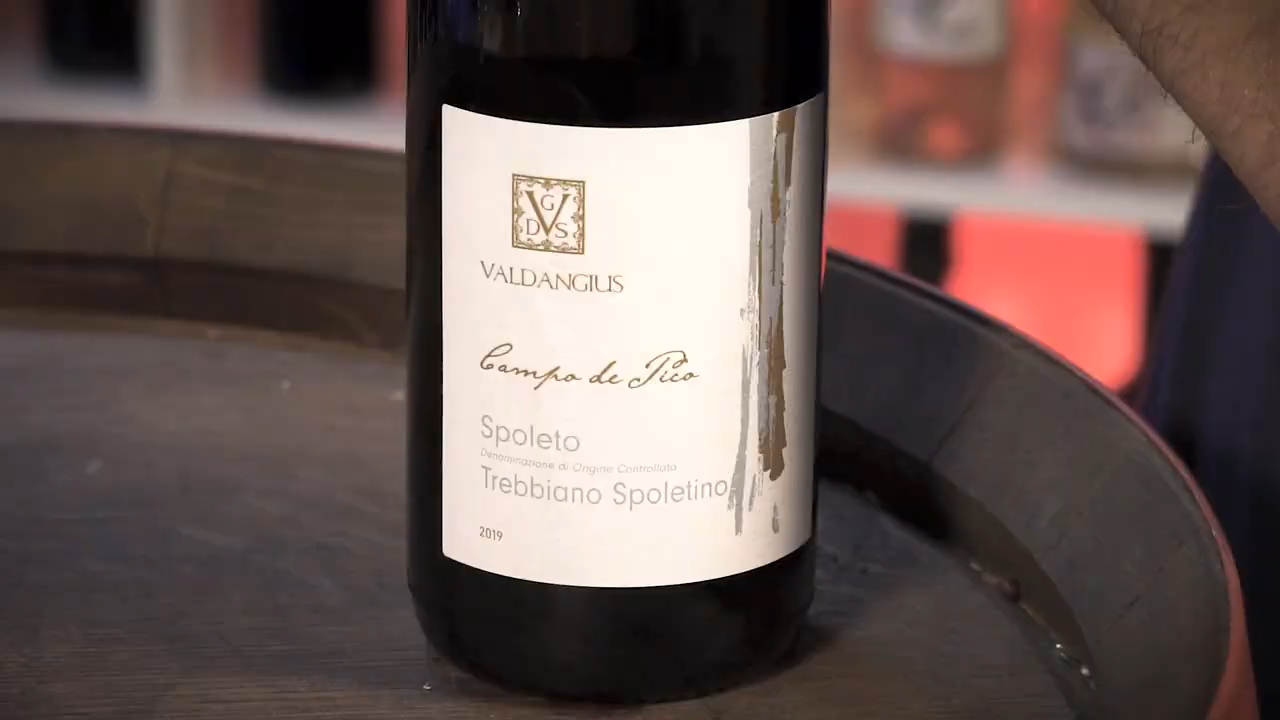 VGDS
VALDANGIUS
Campo de Pico
Spoleto
Denominazione di Origine Controllata
Trebbiano Spoletino
2019